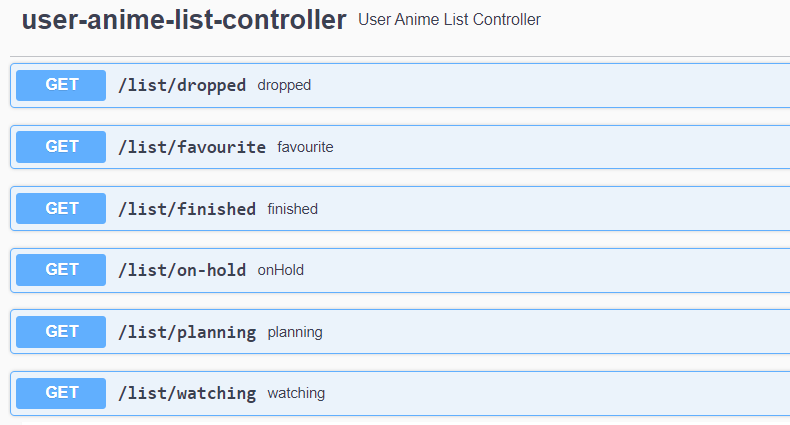 user-anime-list-controller User Anime List Controller
GET /list/dropped dropped
GET /list/favourite favourite
GET /list/finished finished
GET /list/on-hold onHold
GET /list/planning planning
GET /list/watching watching